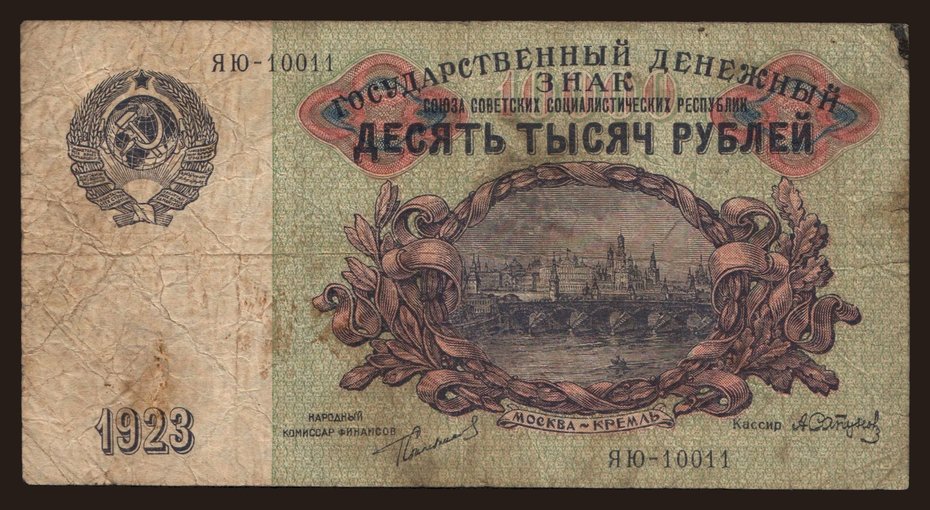 ЯЮ-10011
ГОСУДАРСТВЕННЫЙ ДЕНЕЖНЫЙ
ЗНАК
10000
СОЮЗА СОВЕТСКИХ СОЦИАЛИСТИЧЕСКИХ РЕСПУБЛИК
ДЕСЯТЬ ТЫСЯЧ РУБЛЕЙ
МОСКВА~КРЕМЛЬ
1923
НАРОДНЫЙ
КОМИССАР ФИНАНСОВ
Кассир
ЯЮ-10011